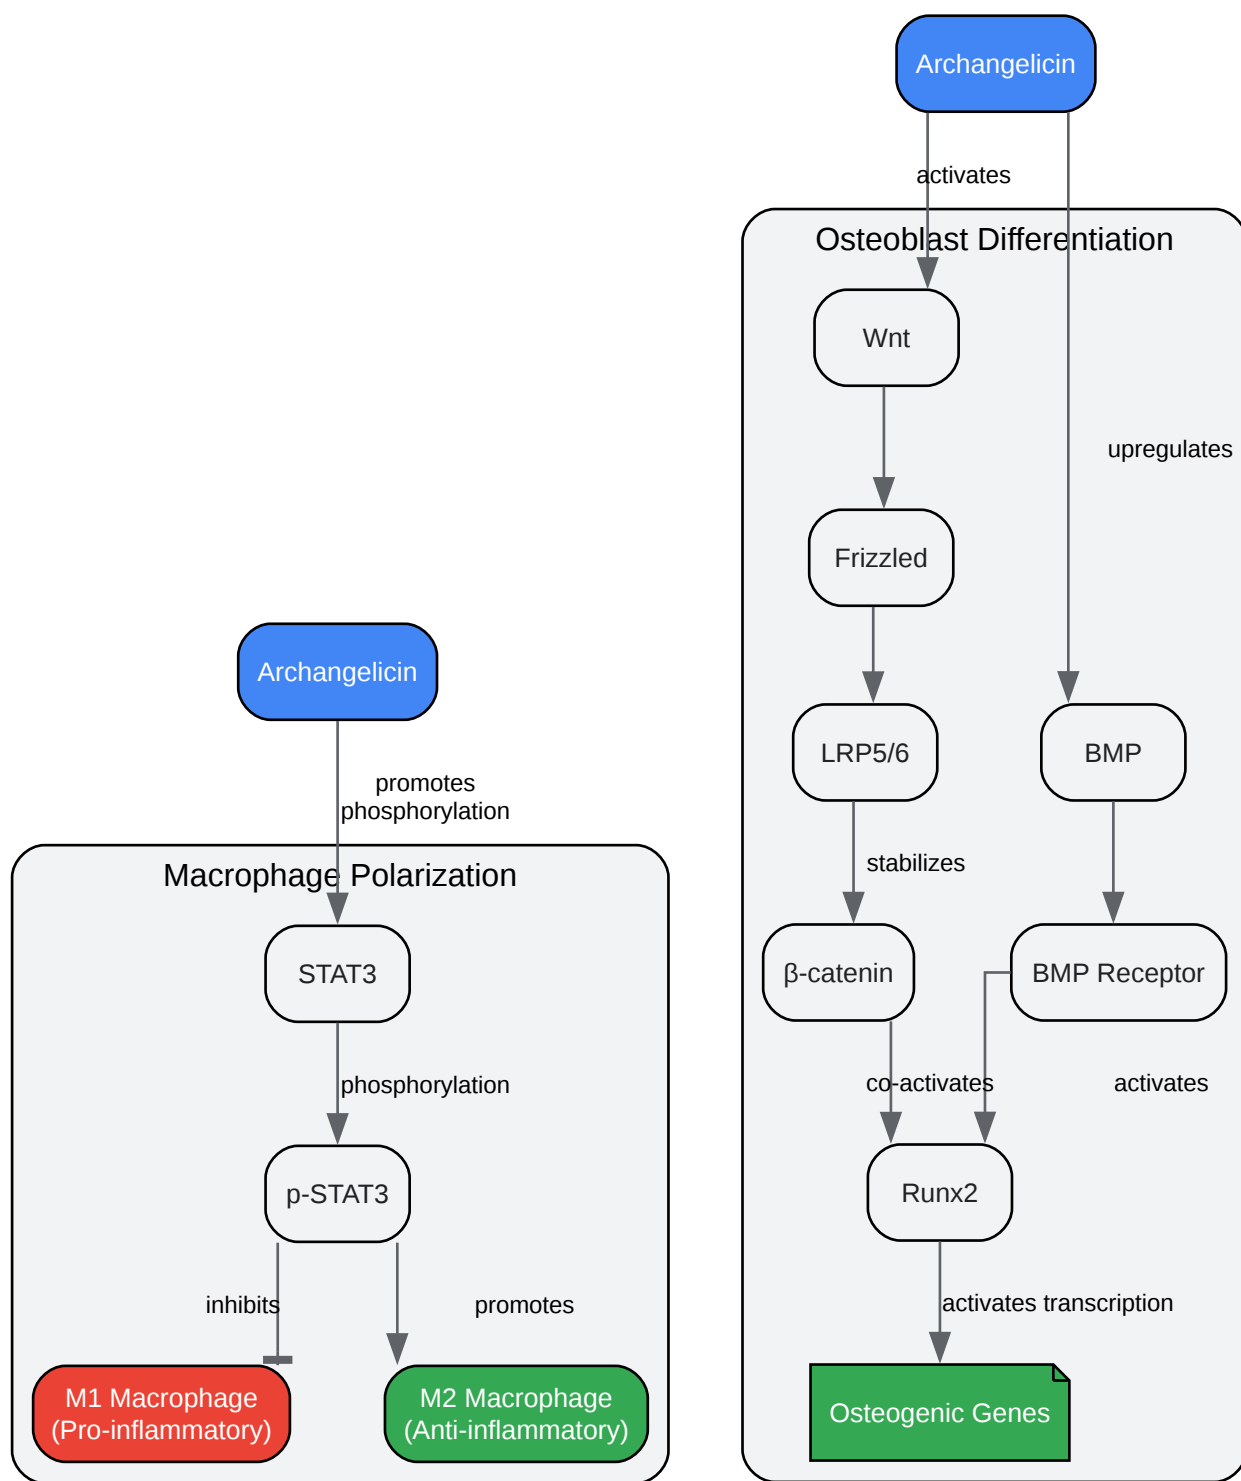 Archangelicin
activates
Osteoblast Differentiation
Wnt
upregulates
Frizzled
LRP5/6
BMP
stabilizes
β-catenin
BMP Receptor
co-activates
activates
Runx2
activates transcription
Osteogenic Genes
Archangelicin
promotes
phosphorylation
Macrophage Polarization
STAT3
phosphorylation
p-STAT3
inhibits
promotes
M1 Macrophage
(Pro-inflammatory)
M2 Macrophage
(Anti-inflammatory)